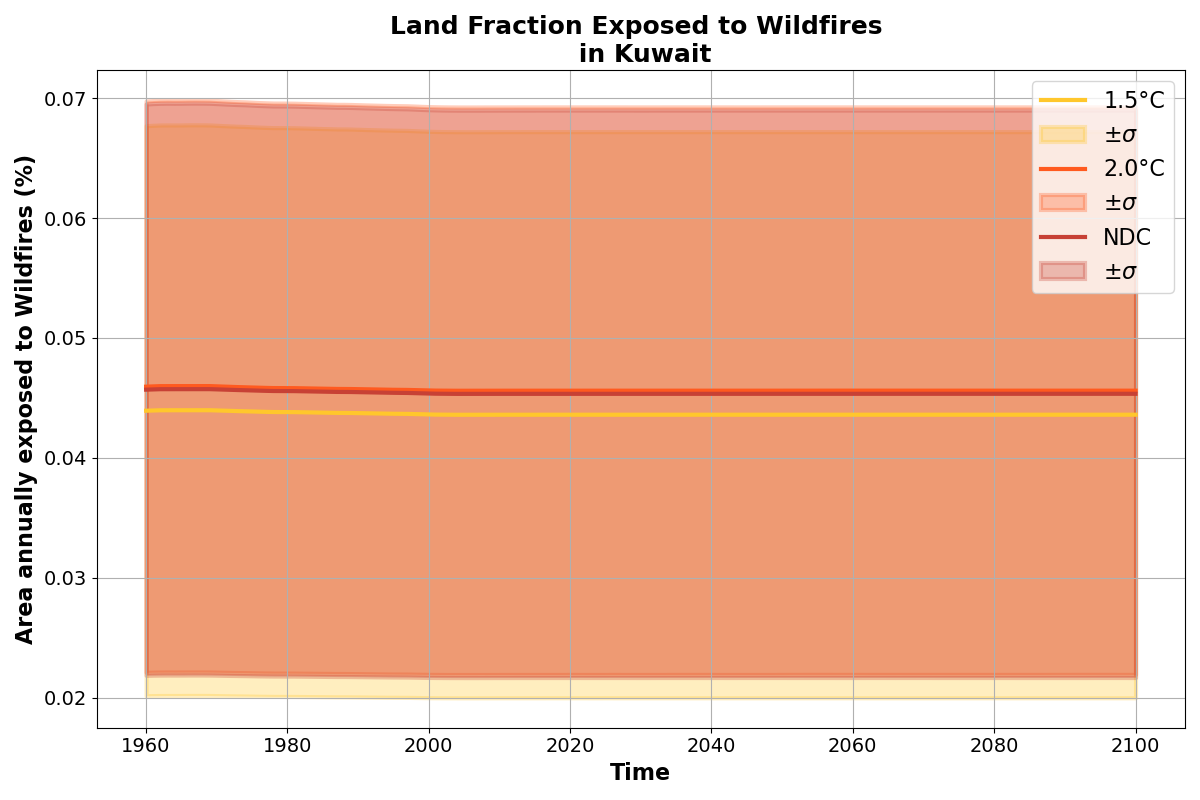 Land Fraction Exposed to Wildfires
in Kuwait
Area annually exposed to Wildfires (%)
0.07
0.06
0.05
0.04
0.03
0.02
1.5°C
±σ
2.0°C
±σ
NDC
±σ
1960 1980 2000 2020 2040 2060 2080 2100
Time